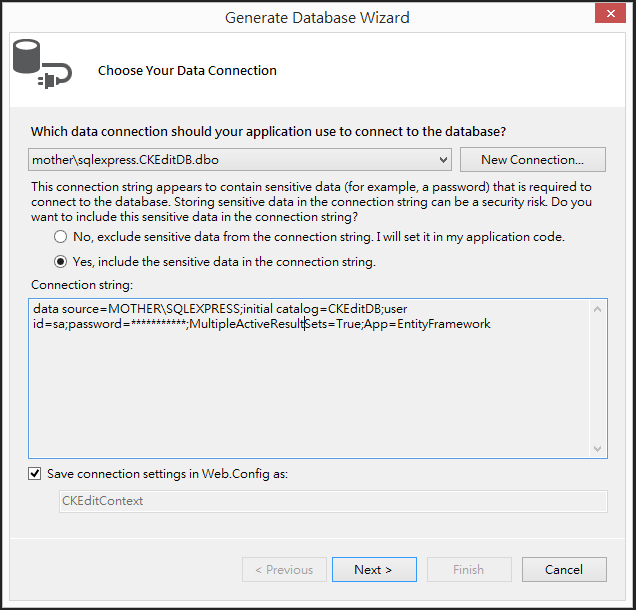 Generate Database Wizard
Choose Your Data Connection
Which data connection should your application use to connect to the database?
mother\sqlexpress.CKEditDB.dbo
New Connection...
This connection string appears to contain sensitive data (for example, a password) that is required to
connect to the database. Storing sensitive data in the connection string can be a security risk. Do you
want to include this sensitive data in the connection string?
No, exclude sensitive data from the connection string. I will set it in my application code.
Yes, include the sensitive data in the connection string.
Connection string:
data source=MOTHER\SQLEXPRESS;initial catalog=CKEditDB;user
id=sa;password=***********;MultipleActiveResultSets=True;App=EntityFramework
Save connection settings in Web.Config as:
CKEditContext
< Previous
Next >
Finish
Cancel